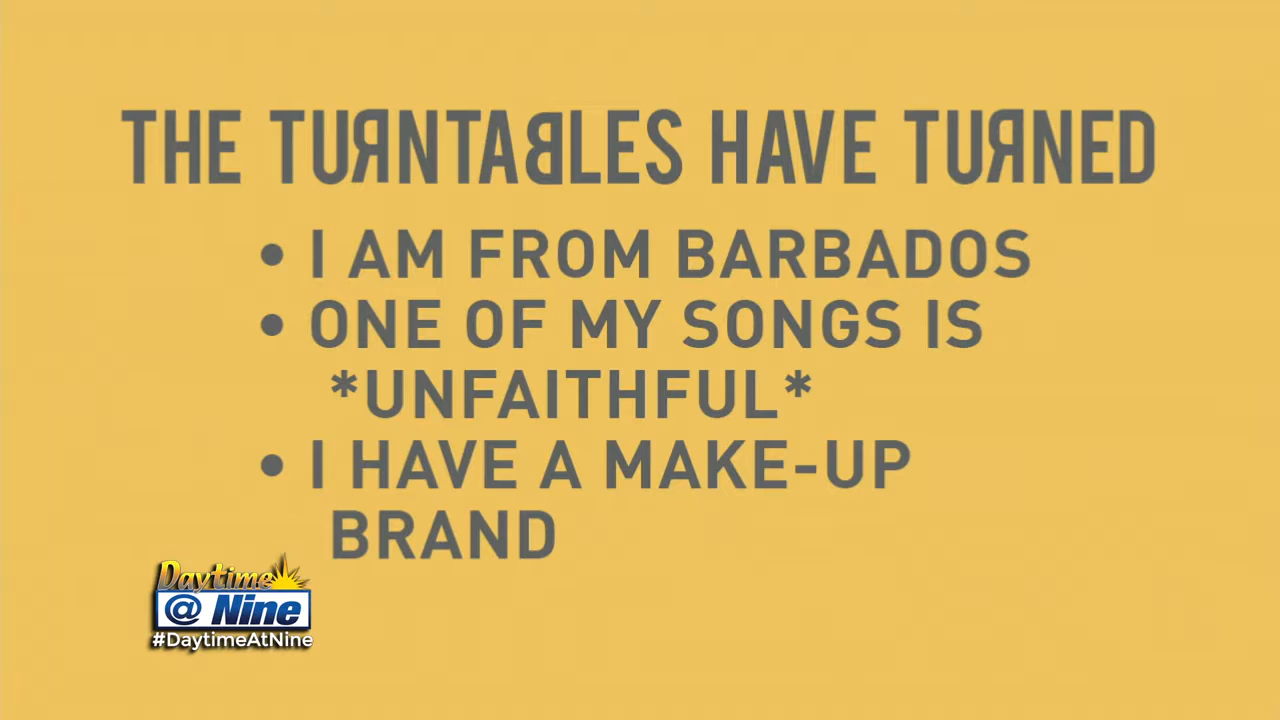 THE TURNTABLES HAVE TURNED
• I AM FROM BARBADOS
• ONE OF MY SONGS IS
*UNFAITHFUL*
• I HAVE A MAKE-UP
BRAND
Daytime
@ Nine
#DaytimeAtNine